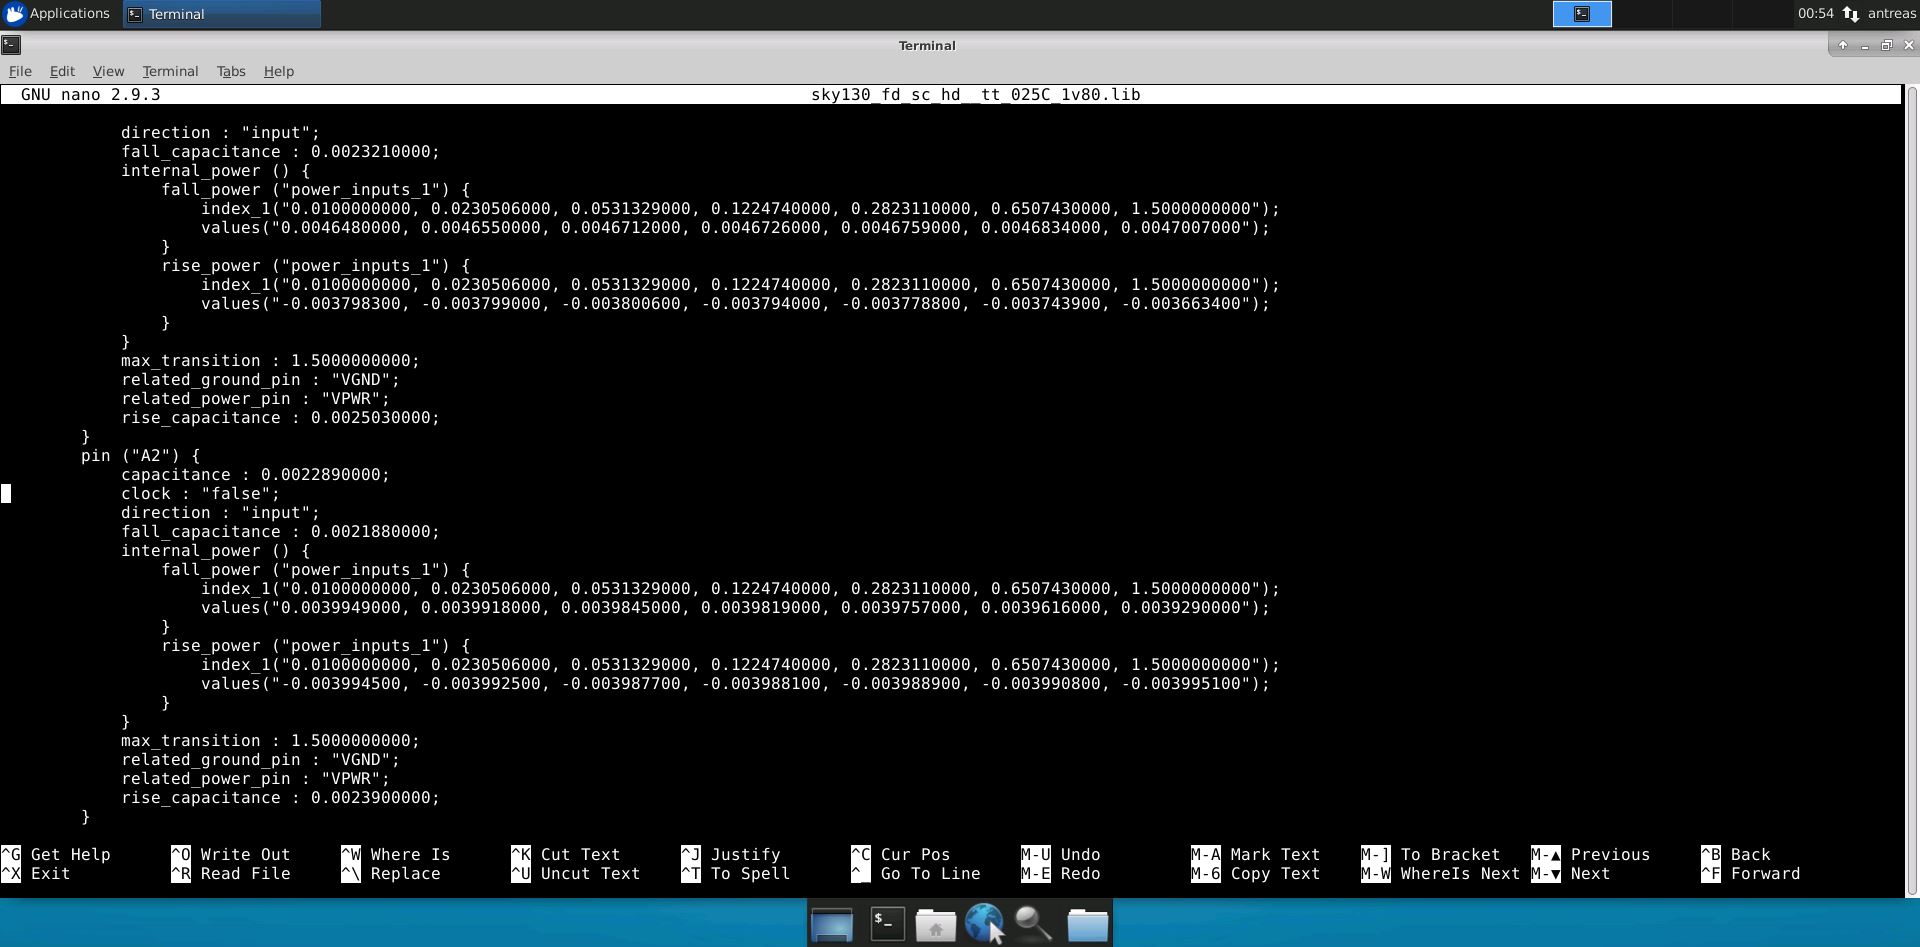 Applications Terminal 00:54 antreas
Terminal
File Edit View Terminal Tabs Help
GNU nano 2.9.3 sky130_fd_sc_hd__tt_025C_1v80.lib
direction : "input";
fall_capacitance : 0.0023210000;
internal_power () {
fall_power ("power_inputs_1") {
index_1("0.0100000000, 0.0230506000, 0.0531329000, 0.1224740000, 0.2823110000, 0.6507430000, 1.5000000000");
values("0.0046480000, 0.0046550000, 0.0046712000, 0.0046726000, 0.0046759000, 0.0046834000, 0.0047007000");
}
rise_power ("power_inputs_1") {
index_1("0.0100000000, 0.0230506000, 0.0531329000, 0.1224740000, 0.2823110000, 0.6507430000, 1.5000000000");
values("-0.003798300, -0.003799000, -0.003800600, -0.003794000, -0.003778800, -0.003743900, -0.003663400");
}
}
max_transition : 1.5000000000;
related_ground_pin : "VGND";
related_power_pin : "VPWR";
rise_capacitance : 0.0025030000;
}
pin ("A2") {
capacitance : 0.0022890000;
clock : "false";
direction : "input";
fall_capacitance : 0.0021880000;
internal_power () {
fall_power ("power_inputs_1") {
index_1("0.0100000000, 0.0230506000, 0.0531329000, 0.1224740000, 0.2823110000, 0.6507430000, 1.5000000000");
values("0.0039949000, 0.0039918000, 0.0039845000, 0.0039819000, 0.0039757000, 0.0039616000, 0.0039290000");
}
rise_power ("power_inputs_1") {
index_1("0.0100000000, 0.0230506000, 0.0531329000, 0.1224740000, 0.2823110000, 0.6507430000, 1.5000000000");
values("-0.003994500, -0.003992500, -0.003987700, -0.003988100, -0.003988900, -0.003990800, -0.003995100");
}
}
max_transition : 1.5000000000;
related_ground_pin : "VGND";
related_power_pin : "VPWR";
rise_capacitance : 0.0023900000;
}
^G Get Help ^O Write Out ^W Where Is ^K Cut Text ^J Justify ^C Cur Pos M-U Undo M-A Mark Text M-] To Bracket M-▲ Previous ^B Back
^X Exit ^R Read File ^\ Replace ^U Uncut Text ^T To Spell ^_ Go To Line M-E Redo M-6 Copy Text M-W WhereIs Next M-▼ Next ^F Forward